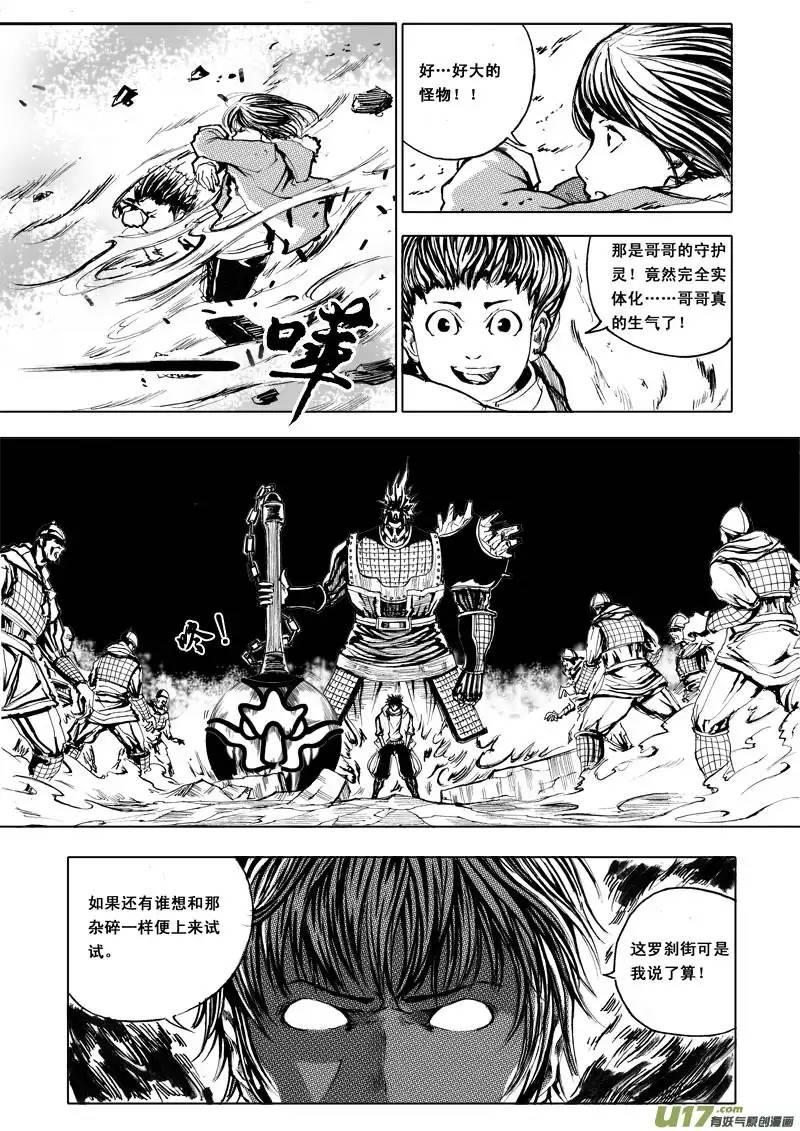 好…好大的
怪物！！
那是哥哥的守护
灵！竟然完全实
体化……哥哥真
的生气了！
嘩
咚！
如果还有谁想和那
杂碎一样便上来试
试。
这罗刹街可是
我说了算！
U17.com
有妖气原创漫画